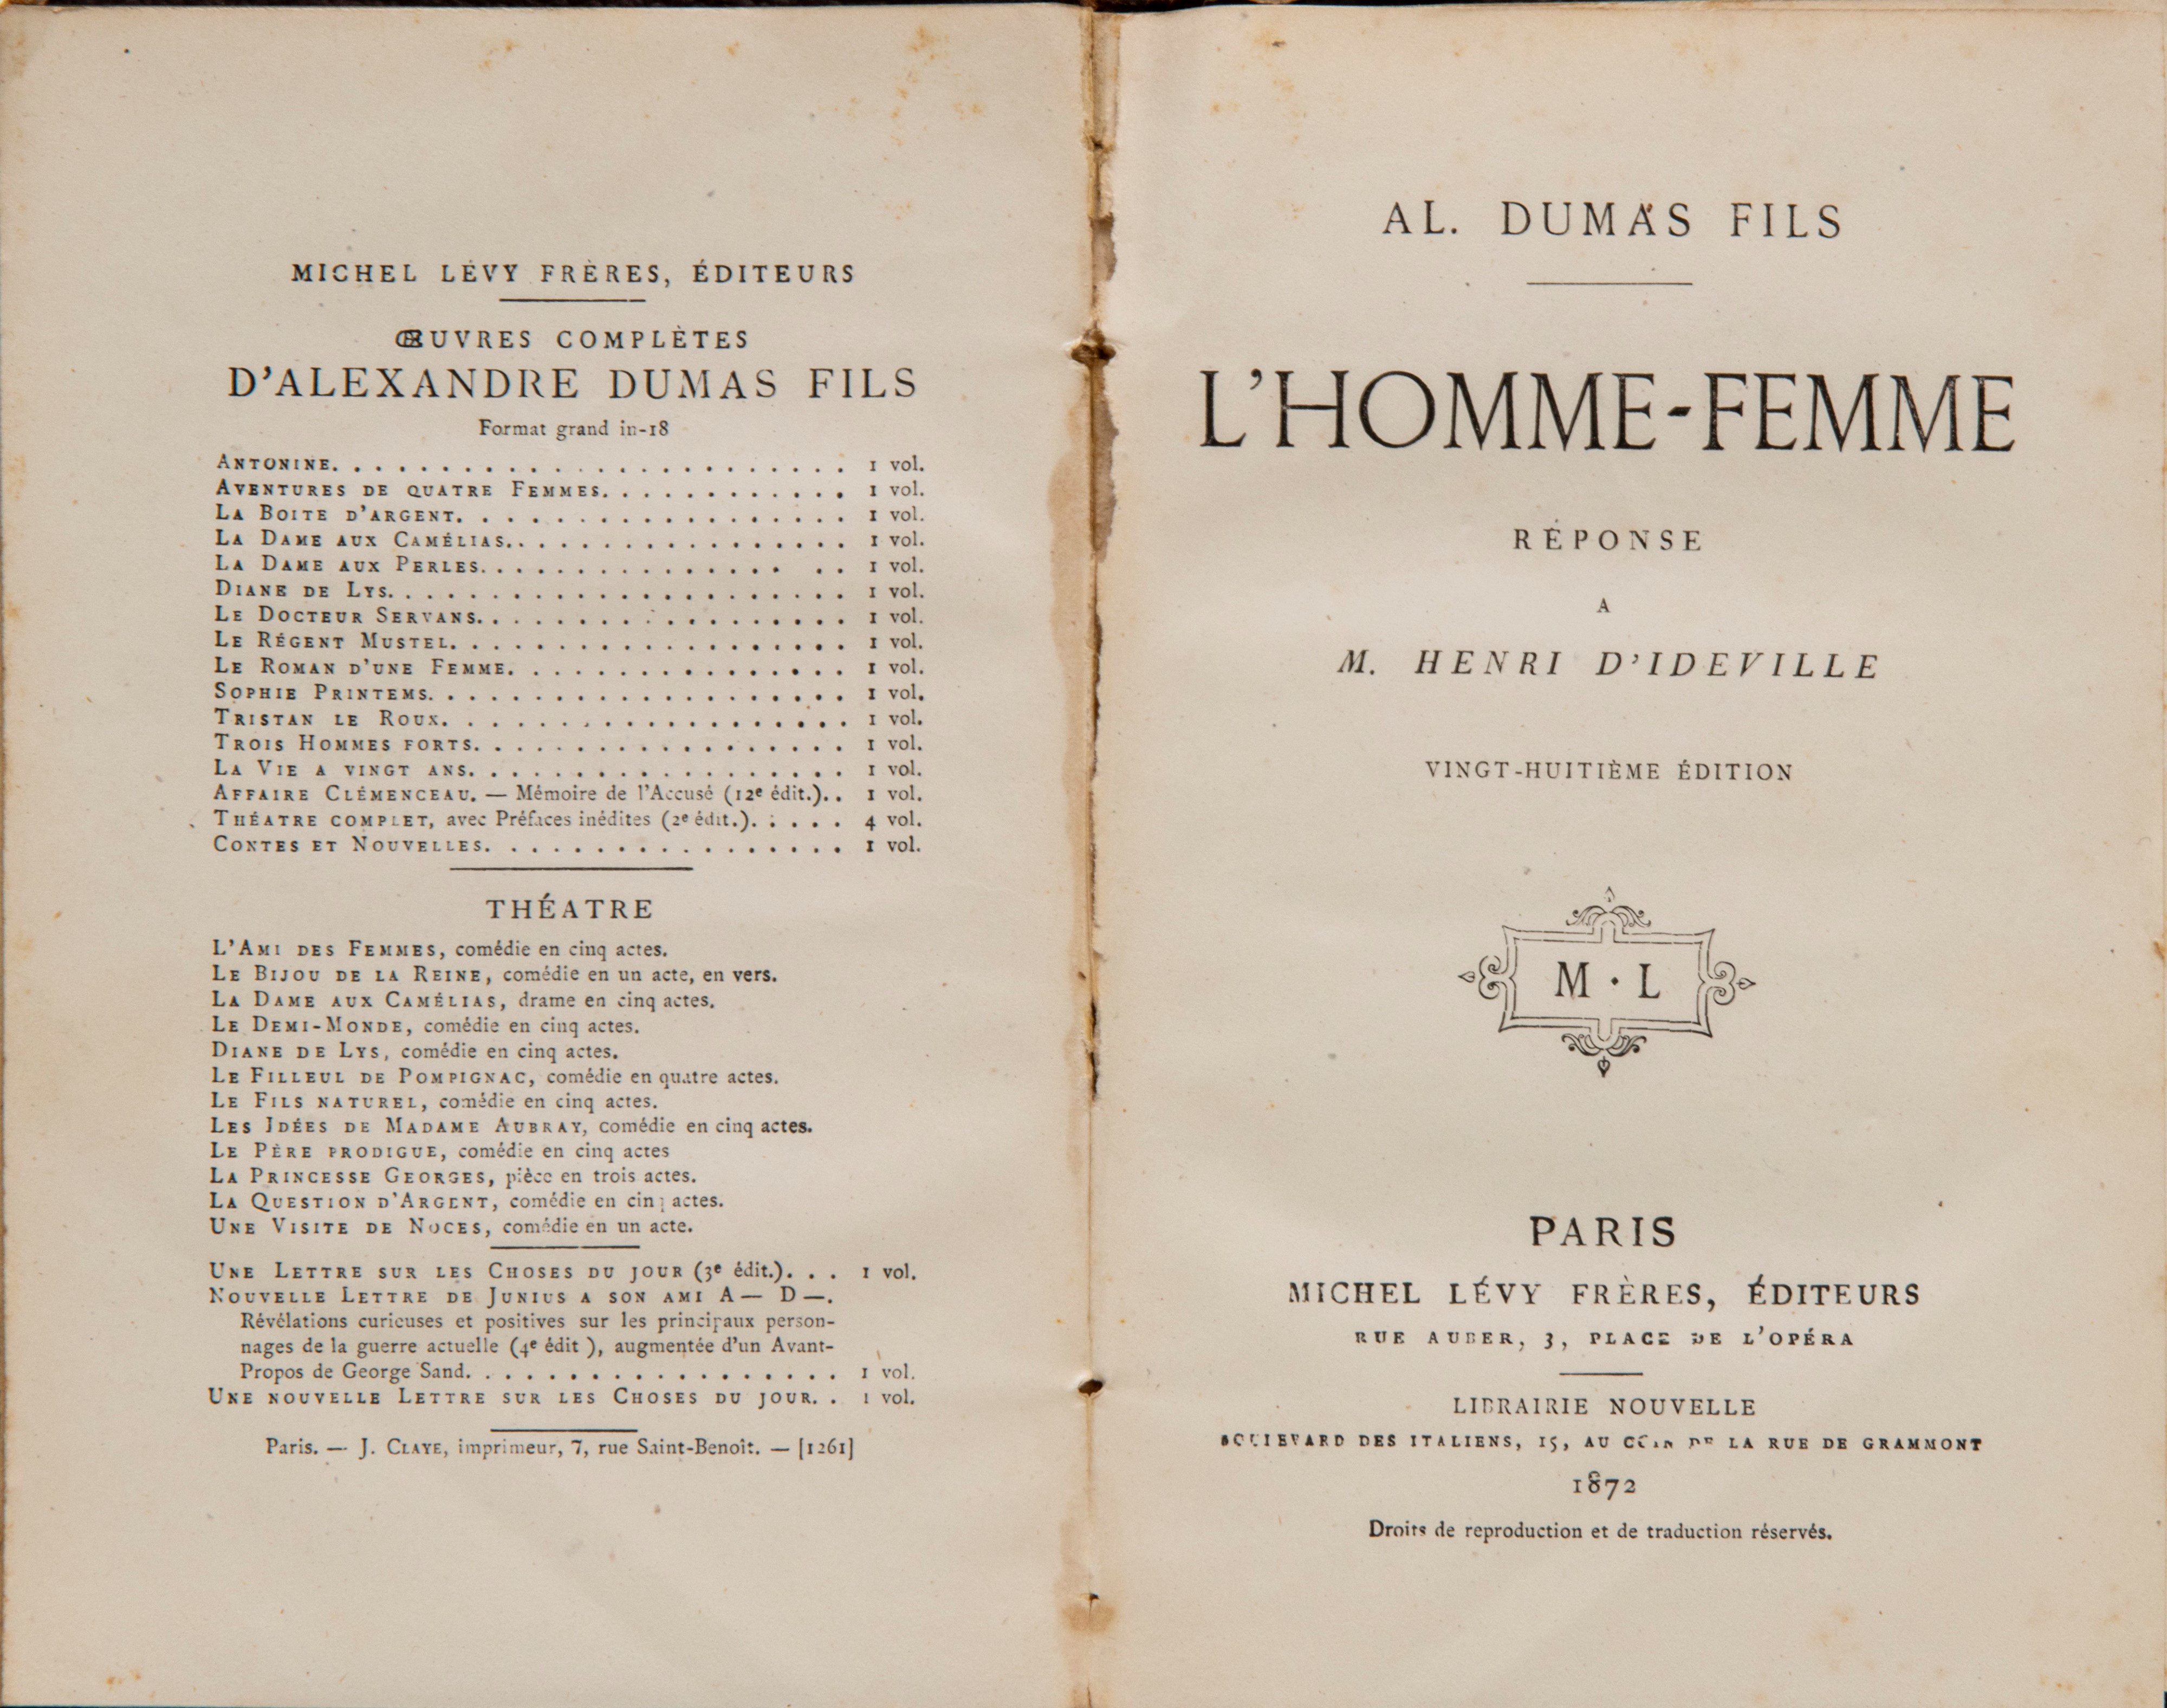 MICHEL LÉVY FRÈRES, ÉDITEURS
ŒUVRES COMPLÈTES
D'ALEXANDRE DUMAS FILS
Format grand in-18
ANTONINE. . . . . . . . . . . . . . . . . . . . . . . . 1 vol.
AVENTURES DE QUATRE FEMMES. . . . . . . . . . . . 1 vol.
LA BOITE D'ARGENT. . . . . . . . . . . . . . . . . . 1 vol.
LA DAME AUX CAMÉLIAS. . . . . . . . . . . . . . . . 1 vol.
LA DAME AUX PERLES. . . . . . . . . . . . . . . . . 1 vol.
DIANE DE LYS. . . . . . . . . . . . . . . . . . . . . 1 vol.
LE DOCTEUR SERVANS. . . . . . . . . . . . . . . . . 1 vol.
LE RÉGENT MUSTEL. . . . . . . . . . . . . . . . . . 1 vol.
LE ROMAN D'UNE FEMME. . . . . . . . . . . . . . . 1 vol.
SOPHIE PRINTEMS. . . . . . . . . . . . . . . . . . . 1 vol.
TRISTAN LE ROUX. . . . . . . . . . . . . . . . . . . 1 vol.
TROIS HOMMES FORTS. . . . . . . . . . . . . . . . . 1 vol.
LA VIE A VINGT ANS. . . . . . . . . . . . . . . . . 1 vol.
AFFAIRE CLÉMENCEAU. — Mémoire de l'Accusé (12e édit.). . 1 vol.
THÉATRE COMPLET, avec Préfaces inédites (2e édit.). . . . . 4 vol.
CONTES ET NOUVELLES. . . . . . . . . . . . . . . . 1 vol.
THÉATRE
L'AMI DES FEMMES, comédie en cinq actes.
LE BIJOU DE LA REINE, comédie en un acte, en vers.
LA DAME AUX CAMÉLIAS, drame en cinq actes.
LE DEMI-MONDE, comédie en cinq actes.
DIANE DE LYS, comédie en cinq actes.
LE FILLEUL DE POMPIGNAC, comédie en quatre actes.
LE FILS NATUREL, comédie en cinq actes.
LES IDÉES DE MADAME AUBRAY, comédie en cinq actes.
LE PÈRE PRODIGUE, comédie en cinq actes
LA PRINCESSE GEORGES, pièce en trois actes.
LA QUESTION D'ARGENT, comédie en cinq actes.
UNE VISITE DE NOCES, comédie en un acte.
UNE LETTRE SUR LES CHOSES DU JOUR (3e édit.). . . 1 vol.
NOUVELLE LETTRE DE JUNIUS A SON AMI A— D—.
Révélations curieuses et positives sur les principaux person-
nages de la guerre actuelle (4e édit ), augmentée d'un Avant-
Propos de George Sand. . . . . . . . . . . . . . . . . 1 vol.
UNE NOUVELLE LETTRE SUR LES CHOSES DU JOUR. . 1 vol.
Paris. — J. CLAYE, imprimeur, 7, rue Saint-Benoît. — [1261]
AL. DUMAS FILS
L'HOMME-FEMME
RÉPONSE
A
M. HENRI D'IDEVILLE
VINGT-HUITIÈME ÉDITION
M · L
PARIS
MICHEL LÉVY FRÈRES, ÉDITEURS
RUE AUBER, 3, PLACE DE L'OPÉRA
LIBRAIRIE NOUVELLE
BOULEVARD DES ITALIENS, 15, AU COIN DE LA RUE DE GRAMMONT
1872
Droits de reproduction et de traduction réservés.